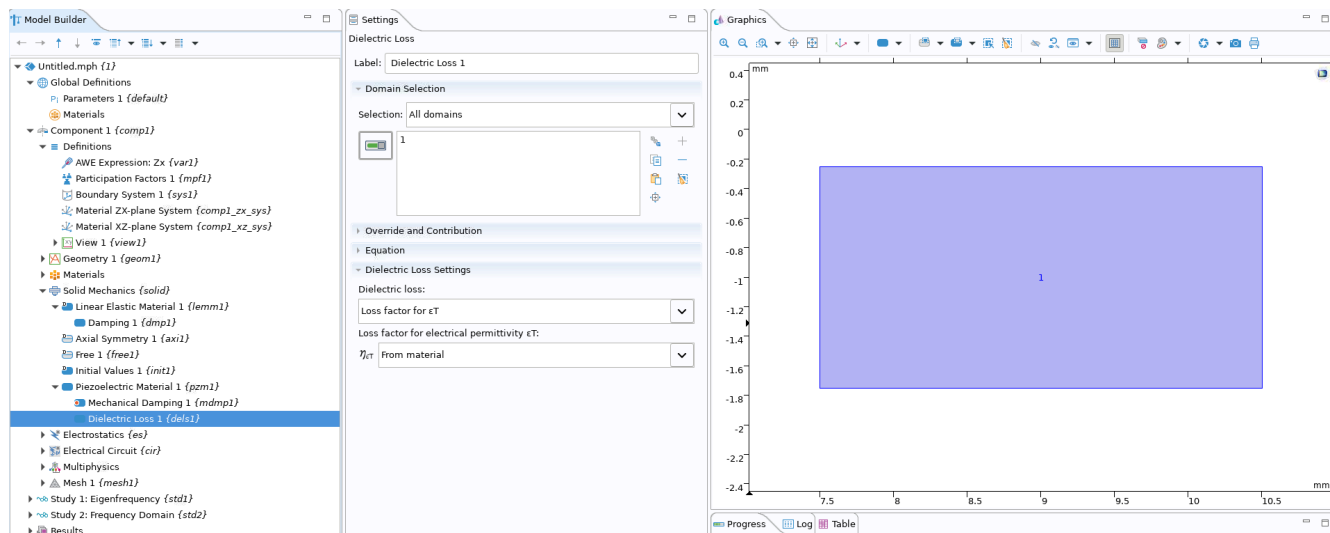 Model Builder
Untitled.mph {1}
Global Definitions
Pi Parameters 1 {default}
Materials
Component 1 {comp1}
Definitions
AWE Expression: Zx {var1}
Participation Factors 1 {mpf1}
Boundary System 1 {sys1}
Material ZX-plane System {comp1_zx_sys}
Material XZ-plane System {comp1_xz_sys}
View 1 {view1}
Geometry 1 {geom1}
Materials
Solid Mechanics {solid}
Linear Elastic Material 1 {lemm1}
Damping 1 {dmp1}
Axial Symmetry 1 {axi1}
Free 1 {free1}
Initial Values 1 {init1}
Piezoelectric Material 1 {pzm1}
Mechanical Damping 1 {mdmp1}
Dielectric Loss 1 {dels1}
Electrostatics {es}
Electrical Circuit {cir}
Multiphysics
Mesh 1 {mesh1}
Study 1: Eigenfrequency {std1}
Study 2: Frequency Domain {std2}
Results
Settings
Dielectric Loss
Label: Dielectric Loss 1
Domain Selection
Selection: All domains
1
Override and Contribution
Equation
Dielectric Loss Settings
Dielectric loss:
Loss factor for εT
Loss factor for electrical permittivity εT:
ηεT From material
Graphics
mm
0.4
0.2
0
-0.2
-0.4
-0.6
-0.8
-1
-1.2
-1.4
-1.6
-1.8
-2
-2.2
-2.4
1
mm
7.5 8 8.5 9 9.5 10 10.5
Progress Log Table